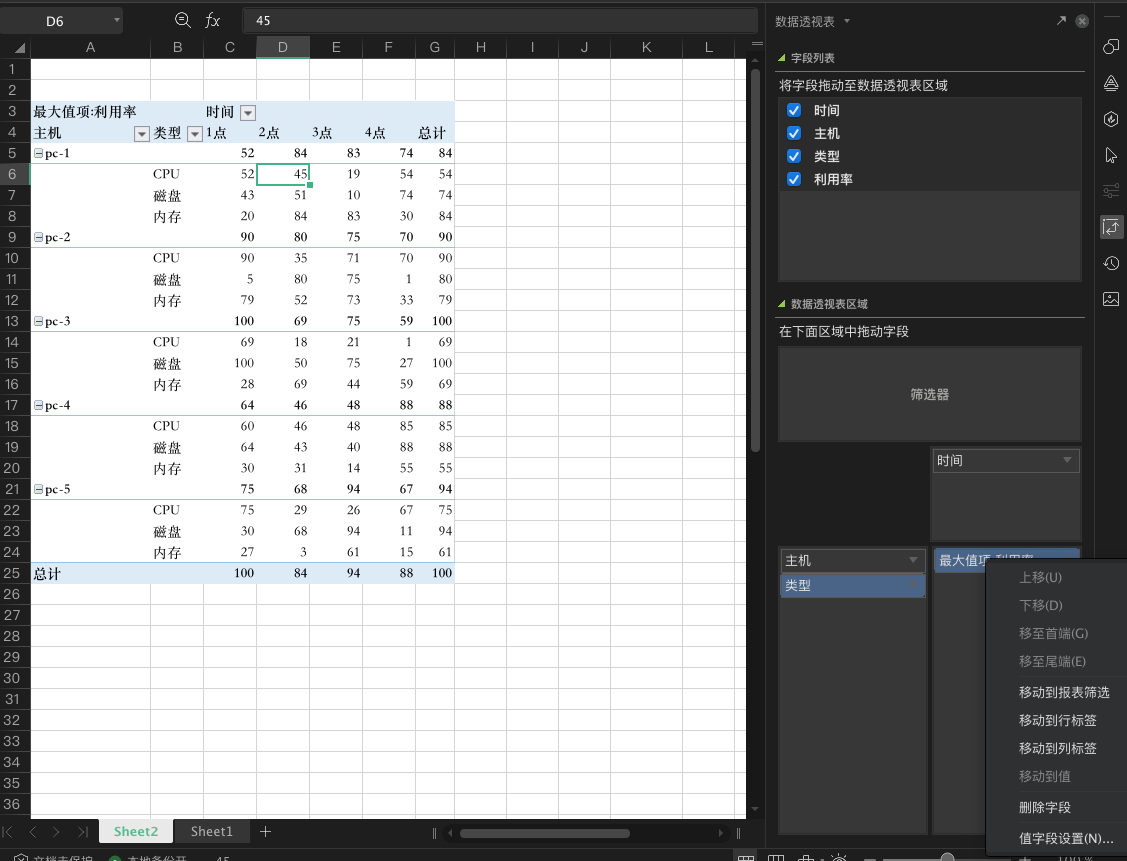 D6 fx 45
A B C D E F G H I J K L
1
2
3 最大值项:利用率 时间
4 主机 类型 1点 2点 3点 4点 总计
5 pc-1 52 84 83 74 84
6 CPU 52 45 19 54 54
7 磁盘 43 51 10 74 74
8 内存 20 84 83 30 84
9 pc-2 90 80 75 70 90
10 CPU 90 35 71 70 90
11 磁盘 5 80 75 1 80
12 内存 79 52 73 33 79
13 pc-3 100 69 75 59 100
14 CPU 69 18 21 1 69
15 磁盘 100 50 75 27 100
16 内存 28 69 44 59 69
17 pc-4 64 46 48 88 88
18 CPU 60 46 48 85 85
19 磁盘 64 43 40 88 88
20 内存 30 31 14 55 55
21 pc-5 75 68 94 67 94
22 CPU 75 29 26 67 75
23 磁盘 30 68 94 11 94
24 内存 27 3 61 15 61
25 总计 100 84 94 88 100
26
27
28
29
30
31
32
33
34
35
36
Sheet2 Sheet1
文档未保护 本地备份开 45 100%
数据透视表
字段列表
将字段拖动至数据透视表区域
时间
主机
类型
利用率
数据透视表区域
在下面区域中拖动字段
筛选器
时间
主机
类型
最大值项:利用率
上移(U)
下移(D)
移至首端(G)
移至尾端(E)
移动到报表筛选
移动到行标签
移动到列标签
移动到值
删除字段
值字段设置(N)...